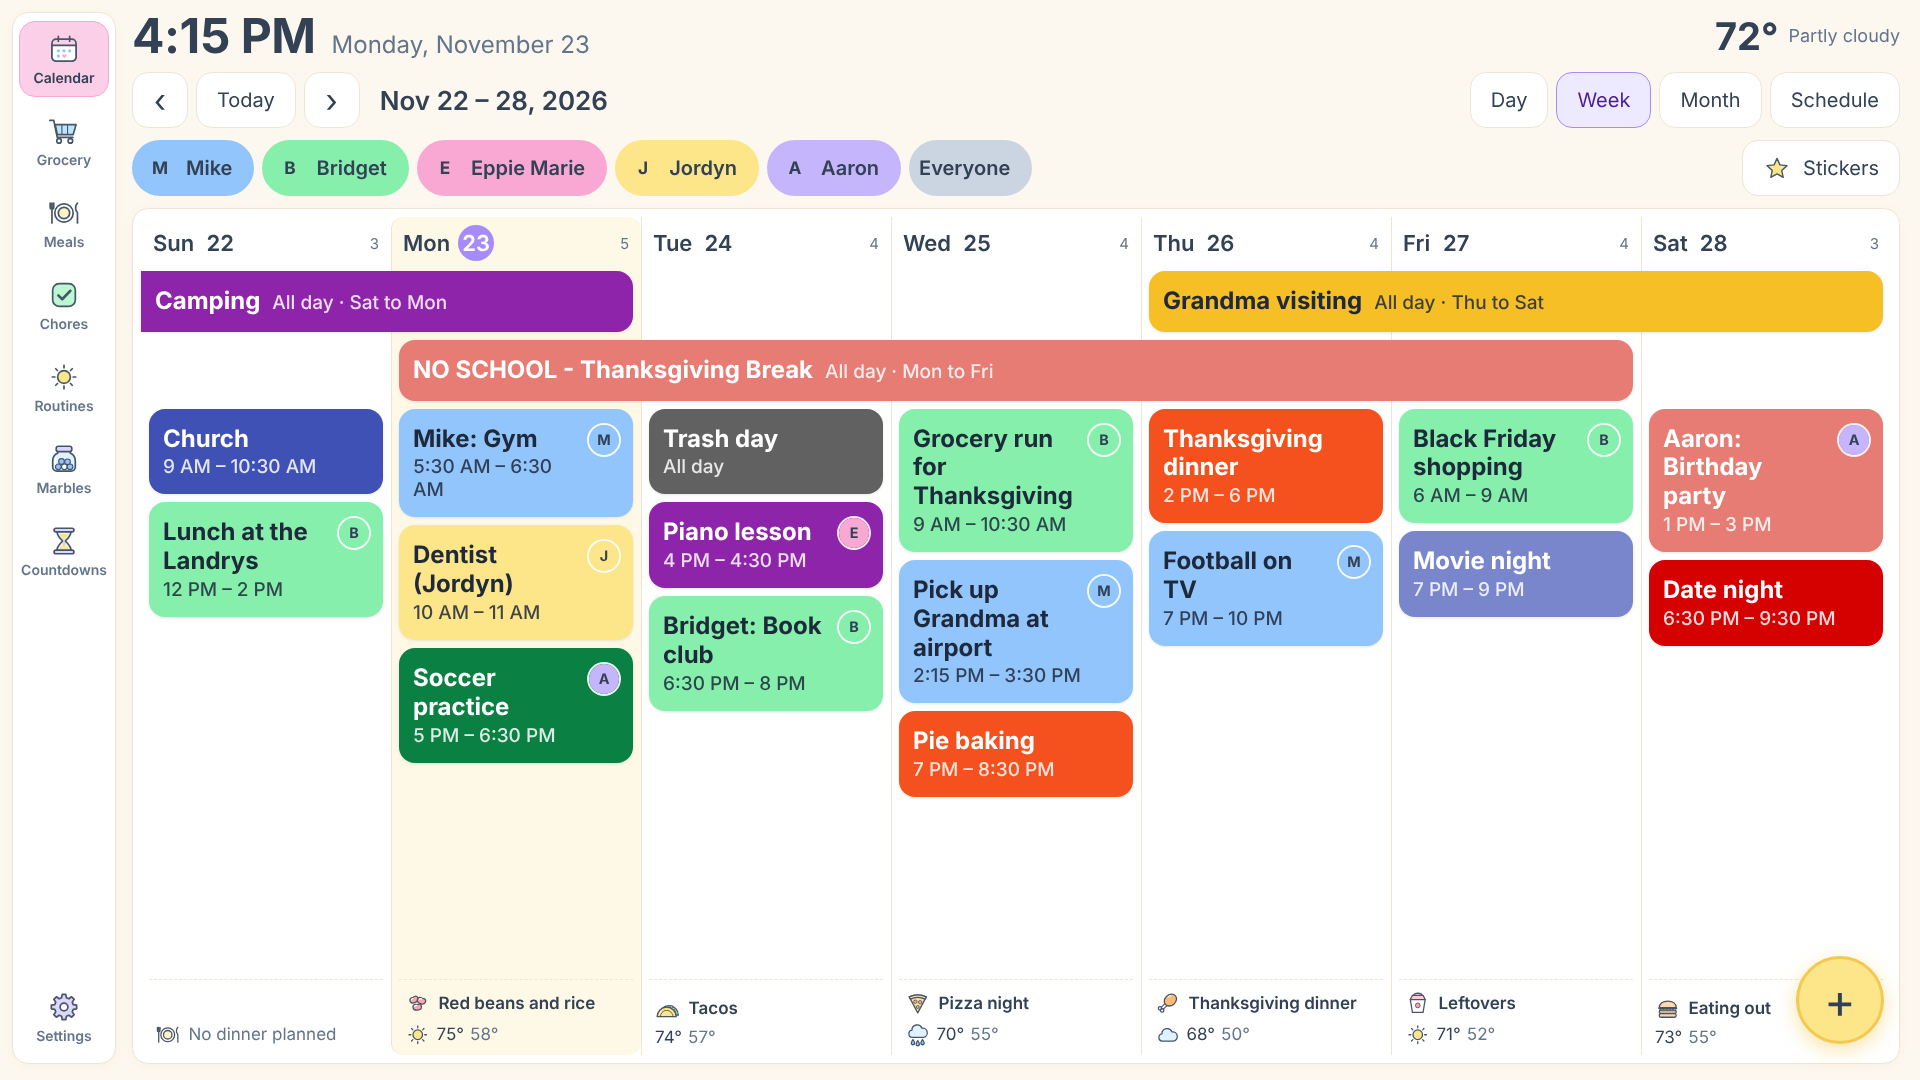 4:15 PM Monday, November 23
72° Partly cloudy
Calendar
Grocery
Meals
Chores
Routines
Marbles
Countdowns
Settings
‹ Today › Nov 22 – 28, 2026
Day Week Month Schedule
M Mike B Bridget E Eppie Marie J Jordyn A Aaron Everyone
Stickers
Sun 22 3
Mon 23 5
Tue 24 4
Wed 25 4
Thu 26 4
Fri 27 4
Sat 28 3
Camping All day · Sat to Mon
Grandma visiting All day · Thu to Sat
NO SCHOOL - Thanksgiving Break All day · Mon to Fri
Church
9 AM – 10:30 AM
Lunch at the B
Landrys
12 PM – 2 PM
Mike: Gym M
5:30 AM – 6:30
AM
Dentist J
(Jordyn)
10 AM – 11 AM
Soccer A
practice
5 PM – 6:30 PM
Trash day
All day
Piano lesson E
4 PM – 4:30 PM
Bridget: Book B
club
6:30 PM – 8 PM
Grocery run B
for
Thanksgiving
9 AM – 10:30 AM
Pick up M
Grandma at
airport
2:15 PM – 3:30 PM
Pie baking
7 PM – 8:30 PM
Thanksgiving
dinner
2 PM – 6 PM
Football on M
TV
7 PM – 10 PM
Black Friday B
shopping
6 AM – 9 AM
Movie night
7 PM – 9 PM
Aaron: A
Birthday
party
1 PM – 3 PM
Date night
6:30 PM – 9:30 PM
No dinner planned
Red beans and rice
75° 58°
Tacos
74° 57°
Pizza night
70° 55°
Thanksgiving dinner
68° 50°
Leftovers
71° 52°
Eating out
73° 55°
+